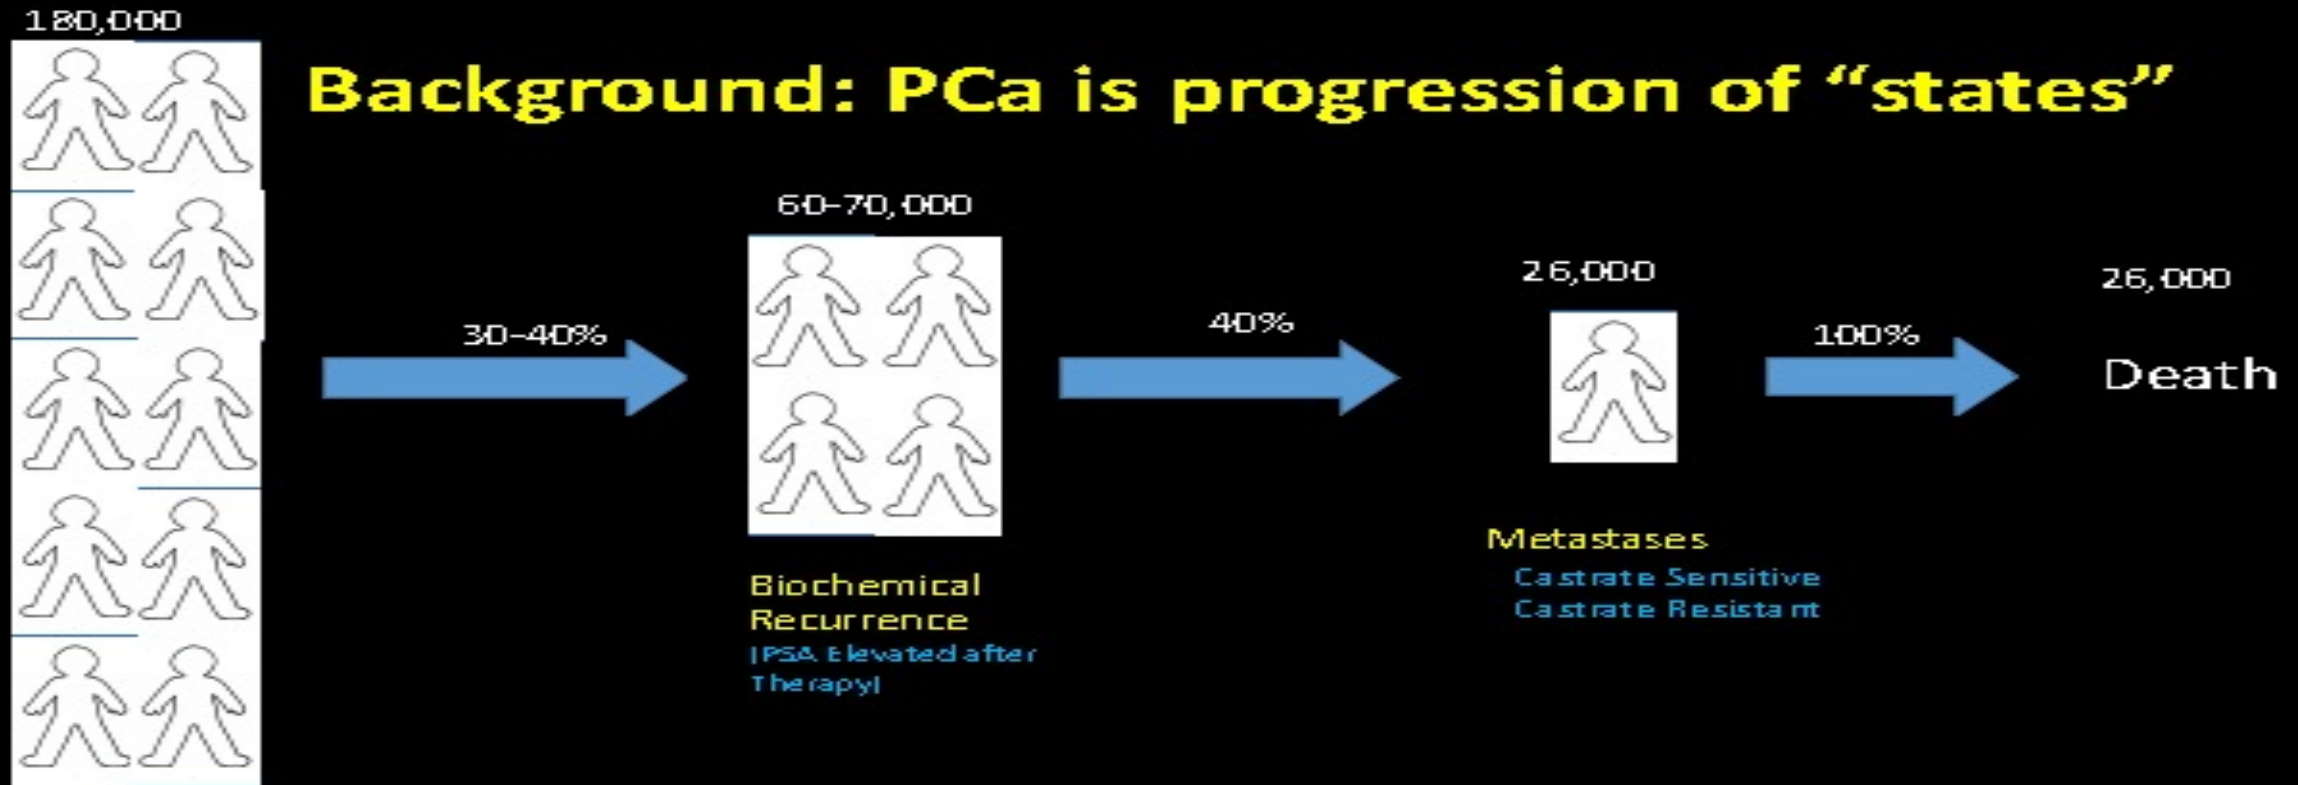 180,000
Background: PCa is progression of “states”
60-70,000
26,000
26,000
30-40%
40%
100%
Death
Metastases
Castrate Sensitive
Castrate Resistant
Biochemical
Recurrence
(PSA Elevated after
Therapy)